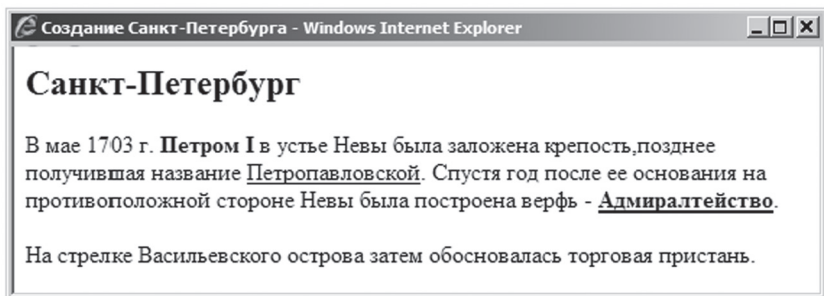 Создание Санкт-Петербурга - Windows Internet Explorer
Санкт-Петербург
В мае 1703 г. Петром I в устье Невы была заложена крепость,позднее
получившая название Петропавловской. Спустя год после ее основания на
противоположной стороне Невы была построена верфь - Адмиралтейство.
На стрелке Васильевского острова затем обосновалась торговая пристань.